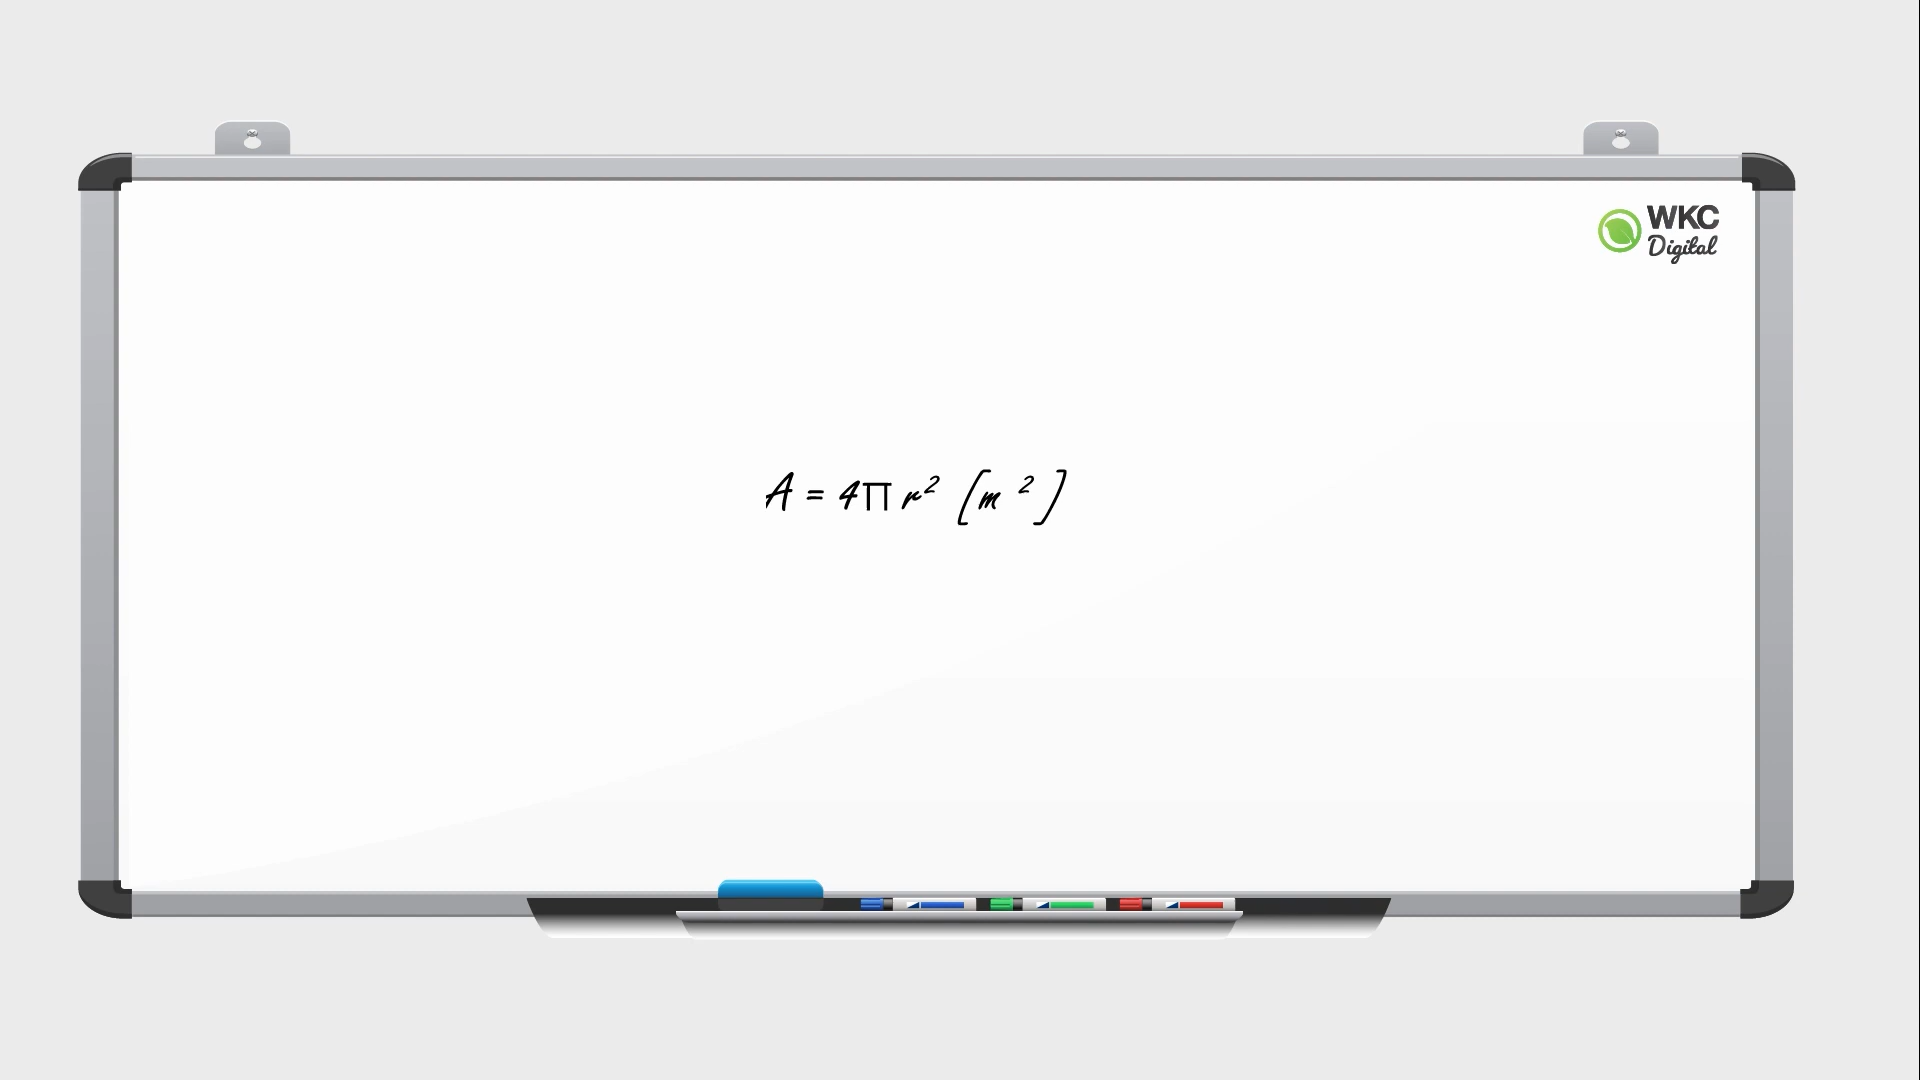 WKC
Digital
A = 4π r² [m ²]